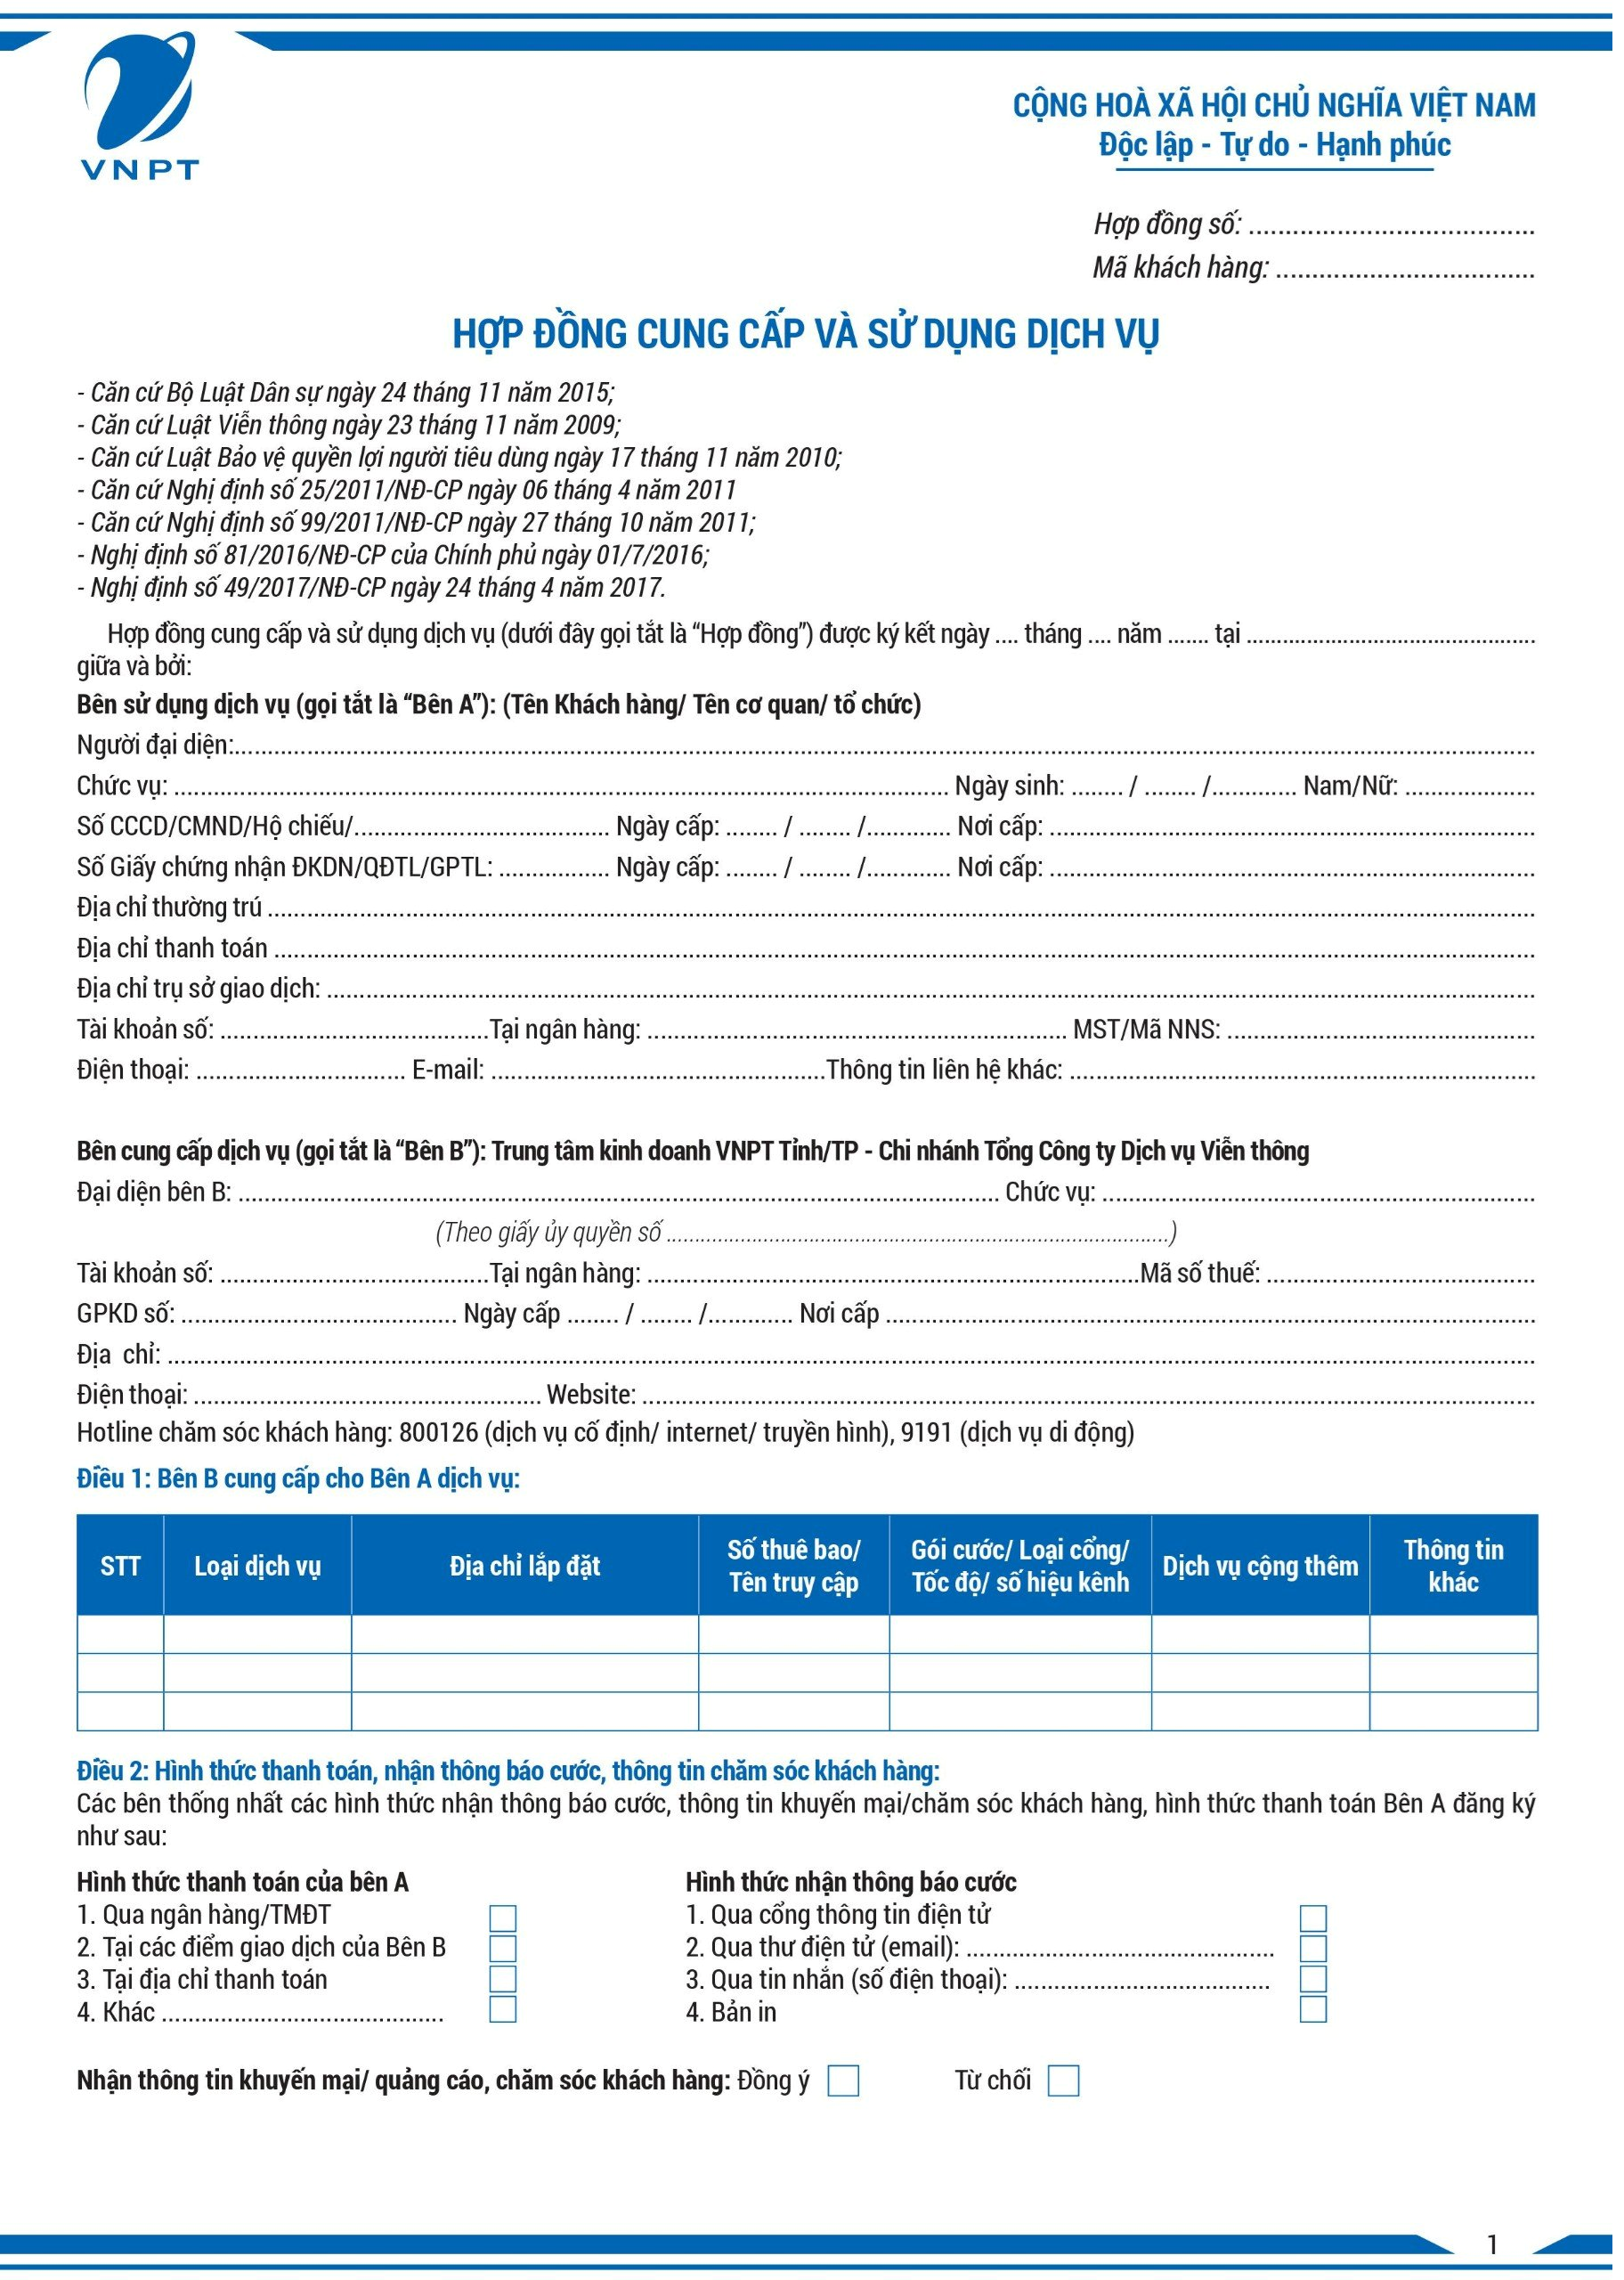 VNPT
CỘNG HOÀ XÃ HỘI CHỦ NGHĨA VIỆT NAM
Độc lập - Tự do - Hạnh phúc
Hợp đồng số: .......................................
Mã khách hàng: ....................................
HỢP ĐỒNG CUNG CẤP VÀ SỬ DỤNG DỊCH VỤ
- Căn cứ Bộ Luật Dân sự ngày 24 tháng 11 năm 2015;
- Căn cứ Luật Viễn thông ngày 23 tháng 11 năm 2009;
- Căn cứ Luật Bảo vệ quyền lợi người tiêu dùng ngày 17 tháng 11 năm 2010;
- Căn cứ Nghị định số 25/2011/NĐ-CP ngày 06 tháng 4 năm 2011
- Căn cứ Nghị định số 99/2011/NĐ-CP ngày 27 tháng 10 năm 2011;
- Nghị định số 81/2016/NĐ-CP của Chính phủ ngày 01/7/2016;
- Nghị định số 49/2017/NĐ-CP ngày 24 tháng 4 năm 2017.
Hợp đồng cung cấp và sử dụng dịch vụ (dưới đây gọi tắt là “Hợp đồng”) được ký kết ngày .... tháng .... năm ....... tại ................................................
giữa và bởi:
Bên sử dụng dịch vụ (gọi tắt là “Bên A”): (Tên Khách hàng/ Tên cơ quan/ tổ chức)
Người đại diện:................................................................................
Chức vụ: ................................................................ Ngày sinh: ........ / ........ /............. Nam/Nữ: ....................
Số CCCD/CMND/Hộ chiếu/....................................... Ngày cấp: ........ / ........ /............. Nơi cấp: ................................................
Số Giấy chứng nhận ĐKDN/QĐTL/GPTL: ................. Ngày cấp: ........ / ........ /............. Nơi cấp: ................................................
Địa chỉ thường trú ................................................................................
Địa chỉ thanh toán ................................................................................
Địa chỉ trụ sở giao dịch: ................................................................................
Tài khoản số: .........................................Tại ngân hàng: ................................................................ MST/Mã NNS: ...............................................
Điện thoại: ................................ E-mail: ...................................................Thông tin liên hệ khác: ................................................
Bên cung cấp dịch vụ (gọi tắt là “Bên B”): Trung tâm kinh doanh VNPT Tỉnh/TP - Chi nhánh Tổng Công ty Dịch vụ Viễn thông
Đại diện bên B: ................................................................ Chức vụ: ................................................
(Theo giấy ủy quyền số ................................................................)
Tài khoản số: .........................................Tại ngân hàng: ................................................................Mã số thuế: .........................................
GPKD số: .......................................... Ngày cấp ........ / ........ /............. Nơi cấp ................................................................
Địa chỉ: ................................................................................
Điện thoại: ..................................................... Website: ................................................................
Hotline chăm sóc khách hàng: 800126 (dịch vụ cố định/ internet/ truyền hình), 9191 (dịch vụ di động)
Điều 1: Bên B cung cấp cho Bên A dịch vụ:
STT Loại dịch vụ Địa chỉ lắp đặt Số thuê bao/ Tên truy cập Gói cước/ Loại cổng/ Tốc độ/ số hiệu kênh Dịch vụ cộng thêm Thông tin khác
Điều 2: Hình thức thanh toán, nhận thông báo cước, thông tin chăm sóc khách hàng:
Các bên thống nhất các hình thức nhận thông báo cước, thông tin khuyến mại/chăm sóc khách hàng, hình thức thanh toán Bên A đăng ký
như sau:
Hình thức thanh toán của bên A
1. Qua ngân hàng/TMĐT
2. Tại các điểm giao dịch của Bên B
3. Tại địa chỉ thanh toán
4. Khác ...........................................
Hình thức nhận thông báo cước
1. Qua cổng thông tin điện tử
2. Qua thư điện tử (email): ...............................................
3. Qua tin nhắn (số điện thoại): .......................................
4. Bản in
Nhận thông tin khuyến mại/ quảng cáo, chăm sóc khách hàng: Đồng ý Từ chối
1